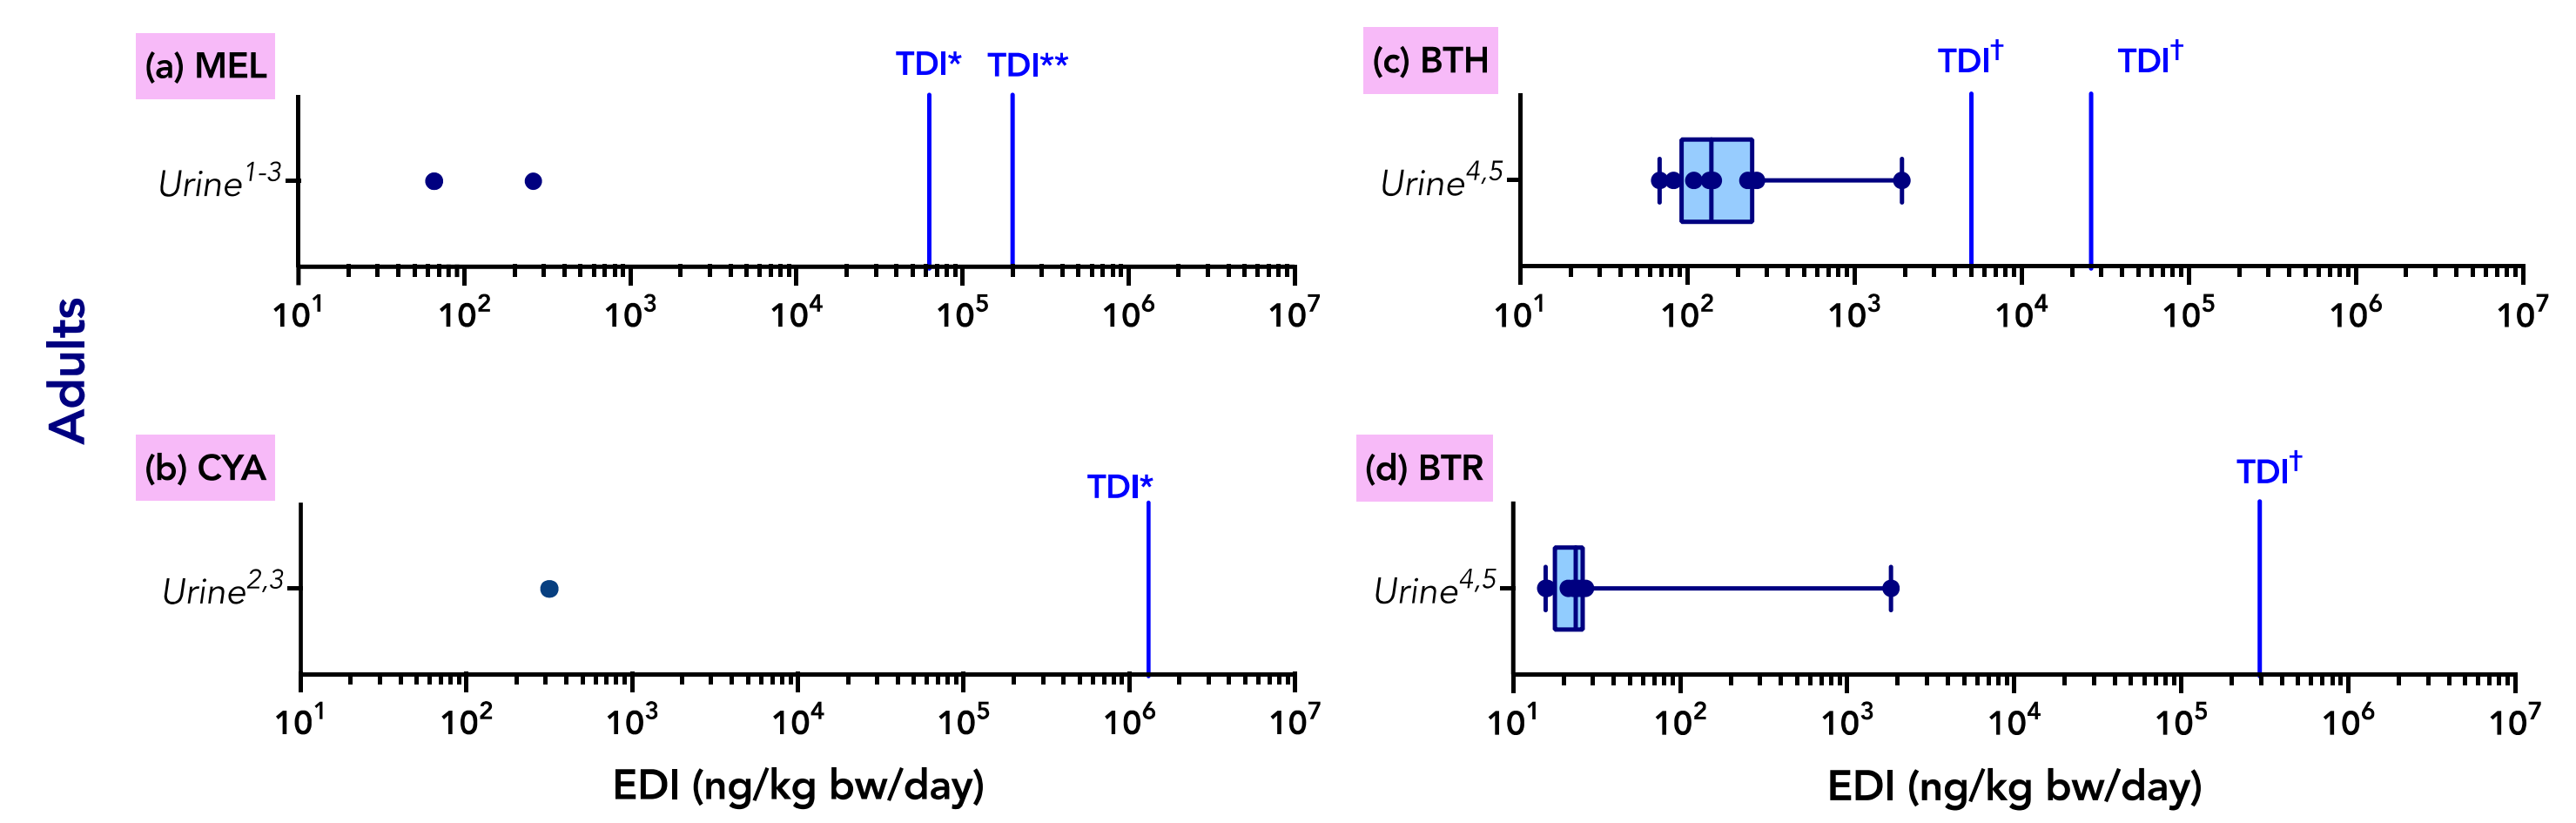 (a) MEL
TDI* TDI**
Urine¹⁻³
10¹ 10² 10³ 10⁴ 10⁵ 10⁶ 10⁷
(c) BTH
TDI† TDI†
Urine⁴,⁵
10¹ 10² 10³ 10⁴ 10⁵ 10⁶ 10⁷
Adults
(b) CYA
TDI*
Urine²,³
10¹ 10² 10³ 10⁴ 10⁵ 10⁶ 10⁷
EDI (ng/kg bw/day)
(d) BTR
TDI†
Urine⁴,⁵
10¹ 10² 10³ 10⁴ 10⁵ 10⁶ 10⁷
EDI (ng/kg bw/day)